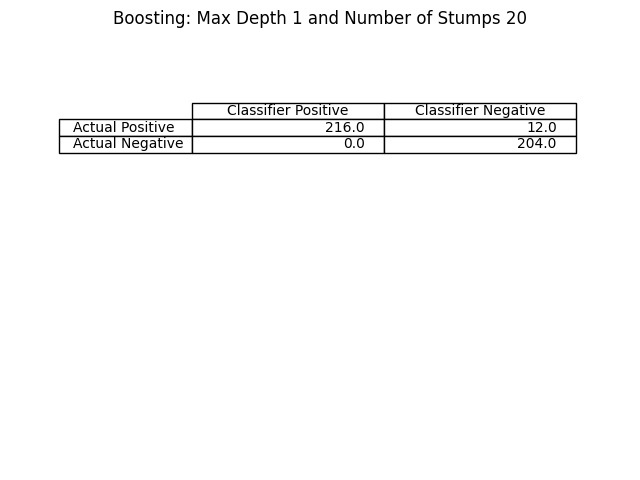 Boosting: Max Depth 1 and Number of Stumps 20
Classifier Positive Classifier Negative
Actual Positive 216.0 12.0
Actual Negative 0.0 204.0